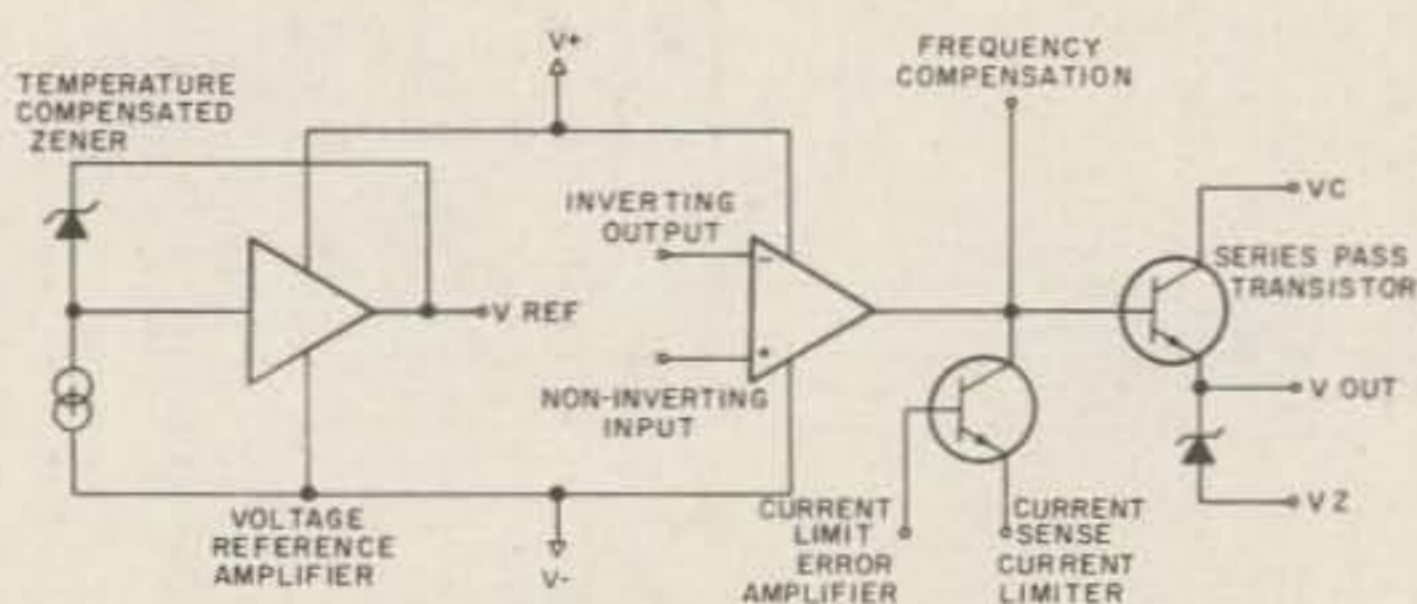 V+
FREQUENCY
COMPENSATION
TEMPERATURE
COMPENSATED
ZENER
INVERTING
OUTPUT
VC
SERIES PASS
TRANSISTOR
V REF
NON-INVERTING
INPUT
V OUT
VZ
VOLTAGE
REFERENCE
AMPLIFIER
V-
CURRENT
LIMIT
ERROR
AMPLIFIER
CURRENT
SENSE
CURRENT
LIMITER